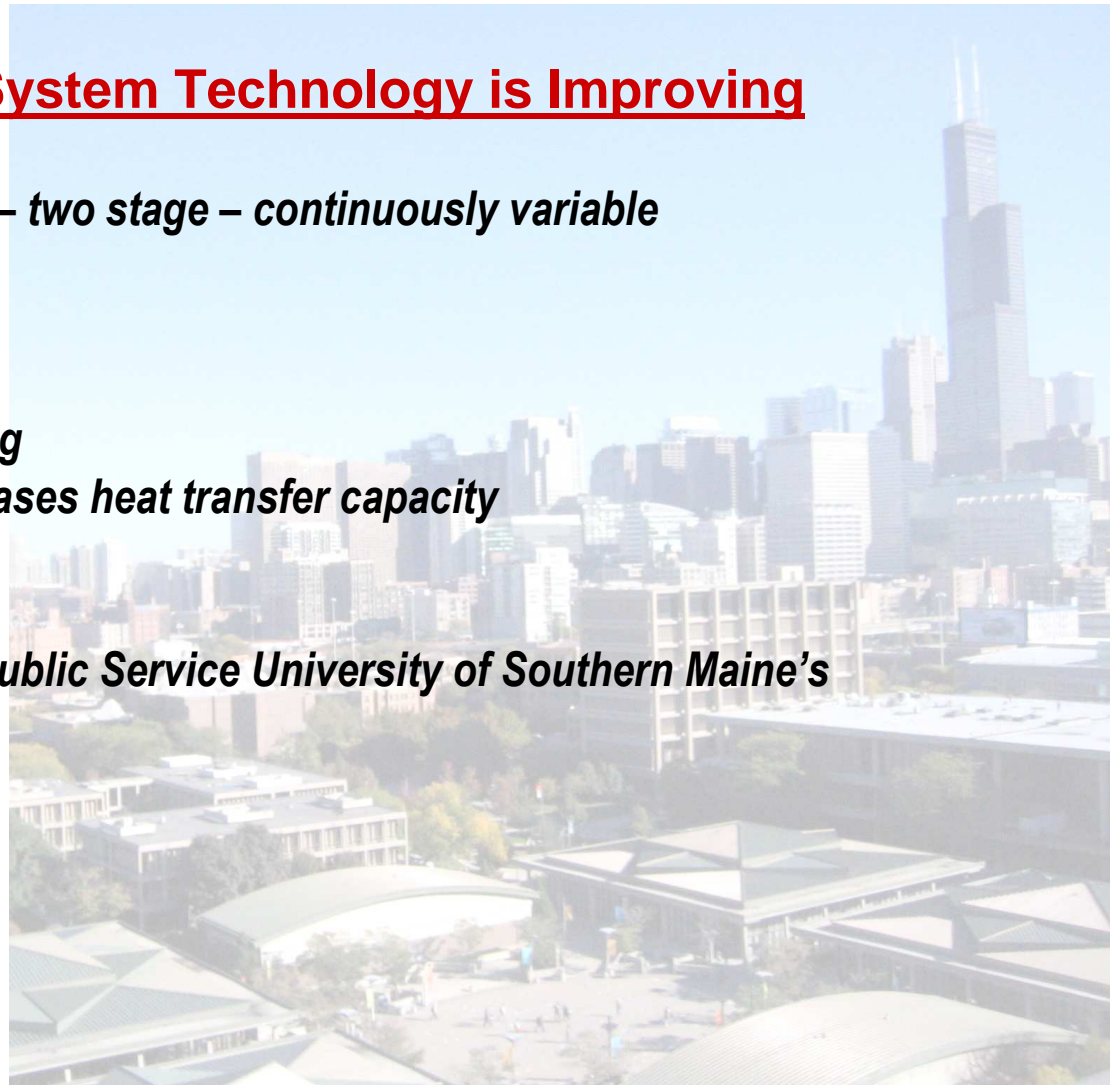 System Technology is Improving
– two stage – continuously variable
g
ases heat transfer capacity
ublic Service University of Southern Maine’s